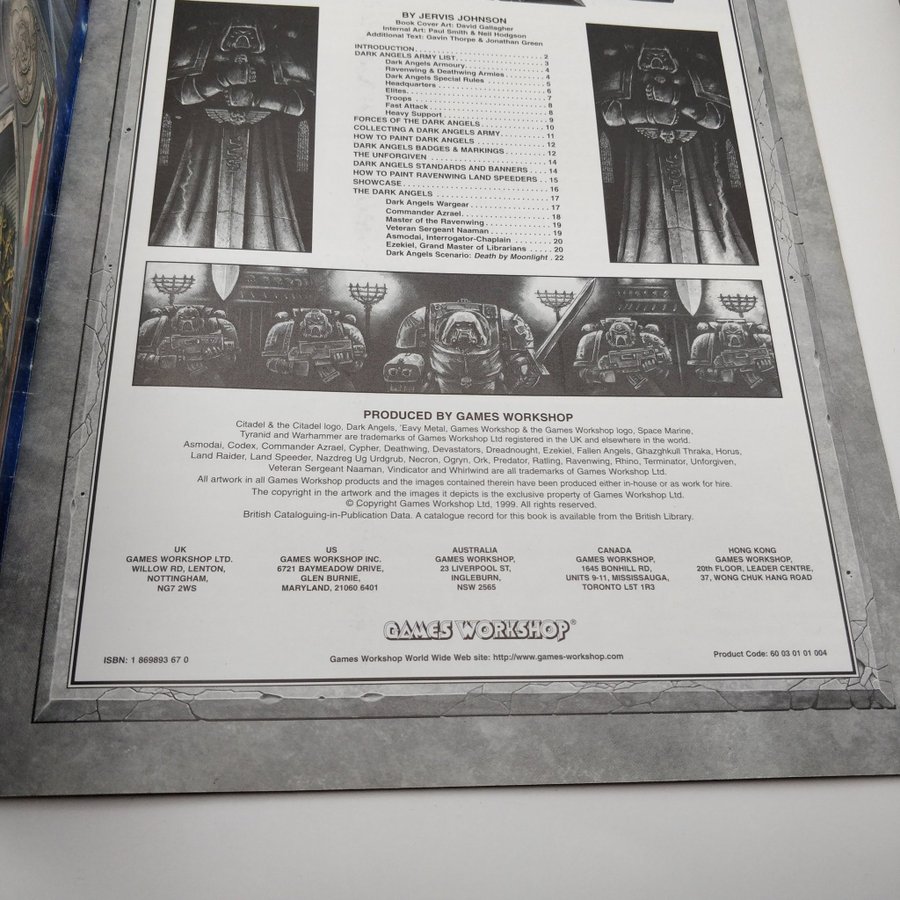 BY JERVIS JOHNSON
Book Cover Art: David Gallagher
Internal Art: Paul Smith & Neil Hodgson
Additional Text: Gavin Thorpe & Jonathan Green
INTRODUCTION . . . . . . . . . . . . . . . . . . . . . . . 2
DARK ANGELS ARMY LIST . . . . . . . . . . . . . . . 3
Dark Angels Armoury . . . . . . . . . . . . . . . 4
Ravenwing & Deathwing Armies . . . . . . . . . 4
Dark Angels Special Rules . . . . . . . . . . . . 4
Headquarters . . . . . . . . . . . . . . . . . . . . 5
Elites . . . . . . . . . . . . . . . . . . . . . . . . . 6
Troops . . . . . . . . . . . . . . . . . . . . . . . . 7
Fast Attack . . . . . . . . . . . . . . . . . . . . . 8
Heavy Support . . . . . . . . . . . . . . . . . . . 8
FORCES OF THE DARK ANGELS . . . . . . . . . . . 9
COLLECTING A DARK ANGELS ARMY . . . . . . . . 10
HOW TO PAINT DARK ANGELS . . . . . . . . . . . . 11
DARK ANGELS BADGES & MARKINGS . . . . . . . 12
THE UNFORGIVEN . . . . . . . . . . . . . . . . . . . . 14
DARK ANGELS STANDARDS AND BANNERS . . . . 14
HOW TO PAINT RAVENWING LAND SPEEDERS . . 15
SHOWCASE . . . . . . . . . . . . . . . . . . . . . . . . 16
THE DARK ANGELS . . . . . . . . . . . . . . . . . . . 17
Dark Angels Wargear . . . . . . . . . . . . . . . 17
Commander Azrael . . . . . . . . . . . . . . . . . 18
Master of the Ravenwing . . . . . . . . . . . . . 19
Veteran Sergeant Naaman . . . . . . . . . . . . . 19
Asmodai, Interrogator-Chaplain . . . . . . . . . 20
Ezekiel, Grand Master of Librarians . . . . . 20
Dark Angels Scenario: Death by Moonlight . 22
PRODUCED BY GAMES WORKSHOP
Citadel & the Citadel logo, Dark Angels, 'Eavy Metal, Games Workshop & the Games Workshop logo, Space Marine,
Tyranid and Warhammer are trademarks of Games Workshop Ltd registered in the UK and elsewhere in the world.
Asmodai, Codex, Commander Azrael, Cypher, Deathwing, Devastators, Dreadnought, Ezekiel, Fallen Angels, Ghazghkull Thraka, Horus,
Land Raider, Land Speeder, Nazdreg Ug Urdgrub, Necron, Ogryn, Ork, Predator, Ratling, Ravenwing, Rhino, Terminator, Unforgiven,
Veteran Sergeant Naaman, Vindicator and Whirlwind are all trademarks of Games Workshop Ltd.
All artwork in all Games Workshop products and the images contained therein have been produced either in-house or as work for hire.
The copyright in the artwork and the images it depicts is the exclusive property of Games Workshop Ltd.
© Copyright Games Workshop Ltd, 1999. All rights reserved.
British Cataloguing-in-Publication Data. A catalogue record for this book is available from the British Library.
UK
GAMES WORKSHOP LTD.
WILLOW RD, LENTON,
NOTTINGHAM,
NG7 2WS
US
GAMES WORKSHOP INC.
6721 BAYMEADOW DRIVE,
GLEN BURNIE,
MARYLAND, 21060 6401
AUSTRALIA
GAMES WORKSHOP,
23 LIVERPOOL ST,
INGLEBURN,
NSW 2565
CANADA
GAMES WORKSHOP,
1645 BONHILL RD,
UNITS 9-11, MISSISSAUGA,
TORONTO L5T 1R3
HONG KONG
GAMES WORKSHOP,
20th FLOOR, LEADER CENTRE,
37, WONG CHUK HANG ROAD
GAMES WORKSHOP®
ISBN: 1 869893 67 0
Games Workshop World Wide Web site: http://www.games-workshop.com
Product Code: 60 03 01 01 004